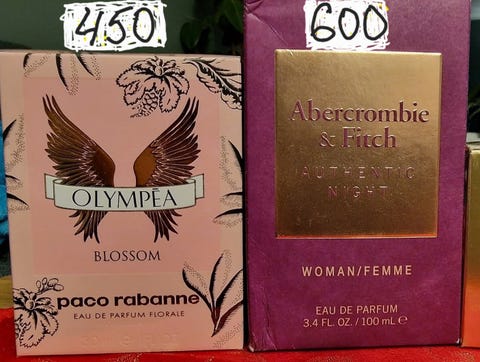 450
600
OLYMPĒA
BLOSSOM
paco rabanne
EAU DE PARFUM FLORALE
Abercrombie
& Fitch
AUTHENTIC
NIGHT
WOMAN/FEMME
EAU DE PARFUM
3.4 FL. OZ. / 100 mL e